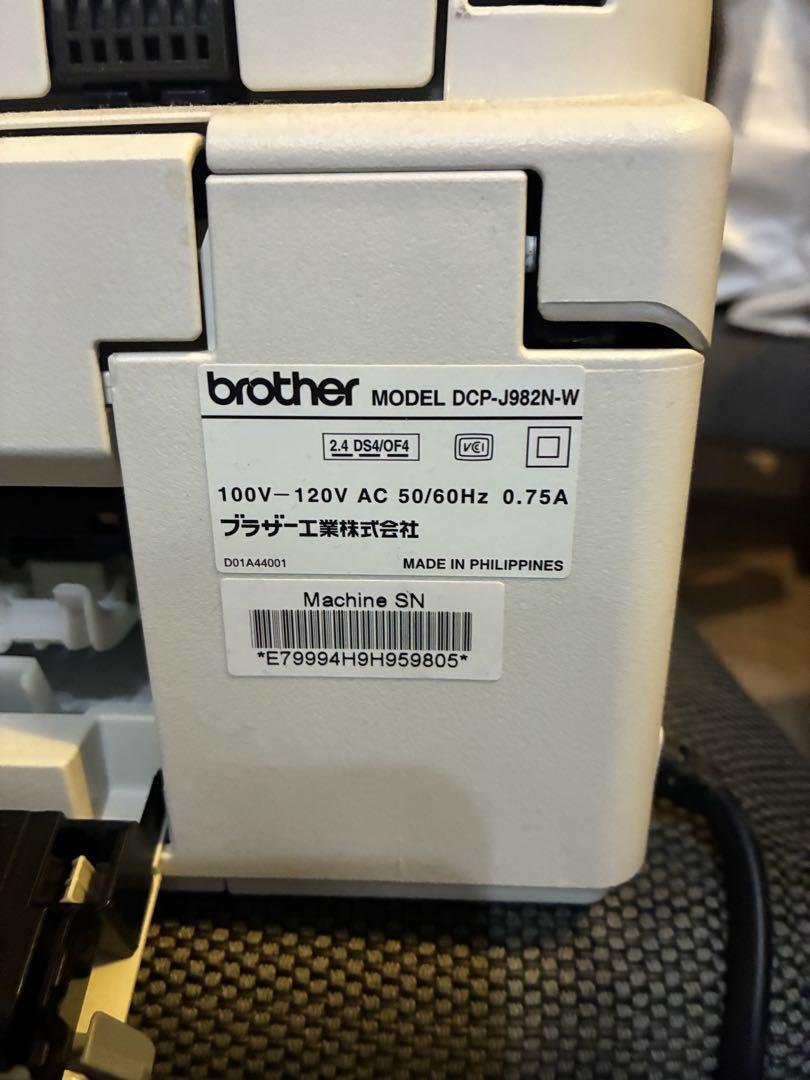 brother MODEL DCP-J982N-W
2.4 DS4/OF4 VCI
100V－120V AC 50/60Hz 0.75A
ブラザー工業株式会社
D01A44001 MADE IN PHILIPPINES
Machine SN
*E79994H9H959805*